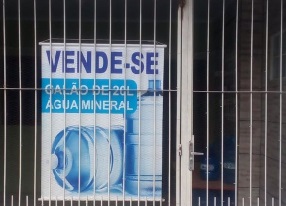 VENDE-SE
GALÃO DE 20L
ÁGUA MINERAL